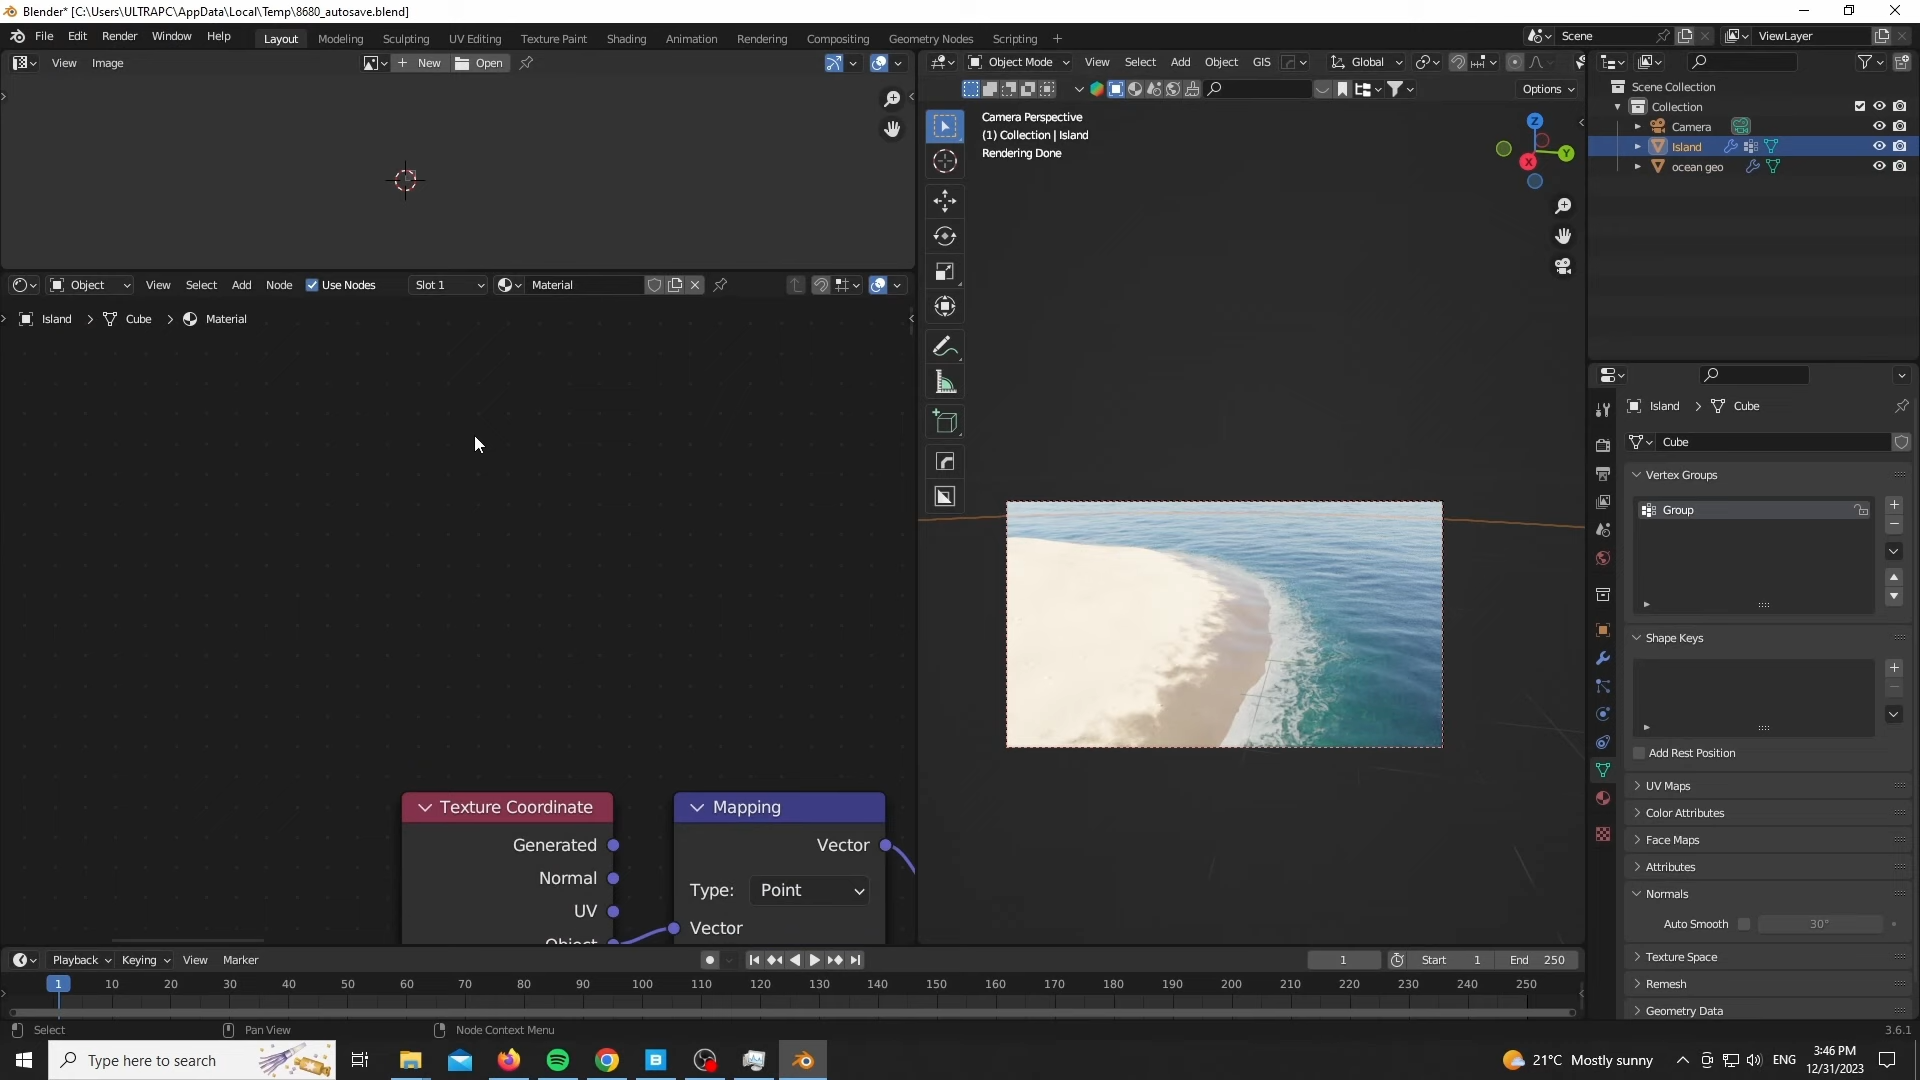 Blender* [C:\Users\ULTRAPC\AppData\Local\Temp\8680_autosave.blend]
File Edit Render Window Help
Layout Modeling Sculpting UV Editing Texture Paint Shading Animation Rendering Compositing Geometry Nodes Scripting +
Scene
ViewLayer
View Image
New Open
Object Mode View Select Add Object GIS
Global
Options
Camera Perspective
(1) Collection | Island
Rendering Done
Z
Y
X
Scene Collection
Collection
Camera
Island
ocean geo
Object View Select Add Node Use Nodes Slot 1 Material
Island > Cube > Material
Texture Coordinate
Generated
Normal
UV
Object
Mapping
Vector
Type: Point
Vector
Island > Cube
Cube
Vertex Groups
Group
Shape Keys
Add Rest Position
UV Maps
Color Attributes
Face Maps
Attributes
Normals
Auto Smooth 30°
Texture Space
Remesh
Geometry Data
Playback Keying View Marker
1 Start 1 End 250
1 10 20 30 40 50 60 70 80 90 100 110 120 130 140 150 160 170 180 190 200 210 220 230 240 250
Select Pan View Node Context Menu
3.6.1
Type here to search
21°C Mostly sunny
ENG
3:46 PM
12/31/2023